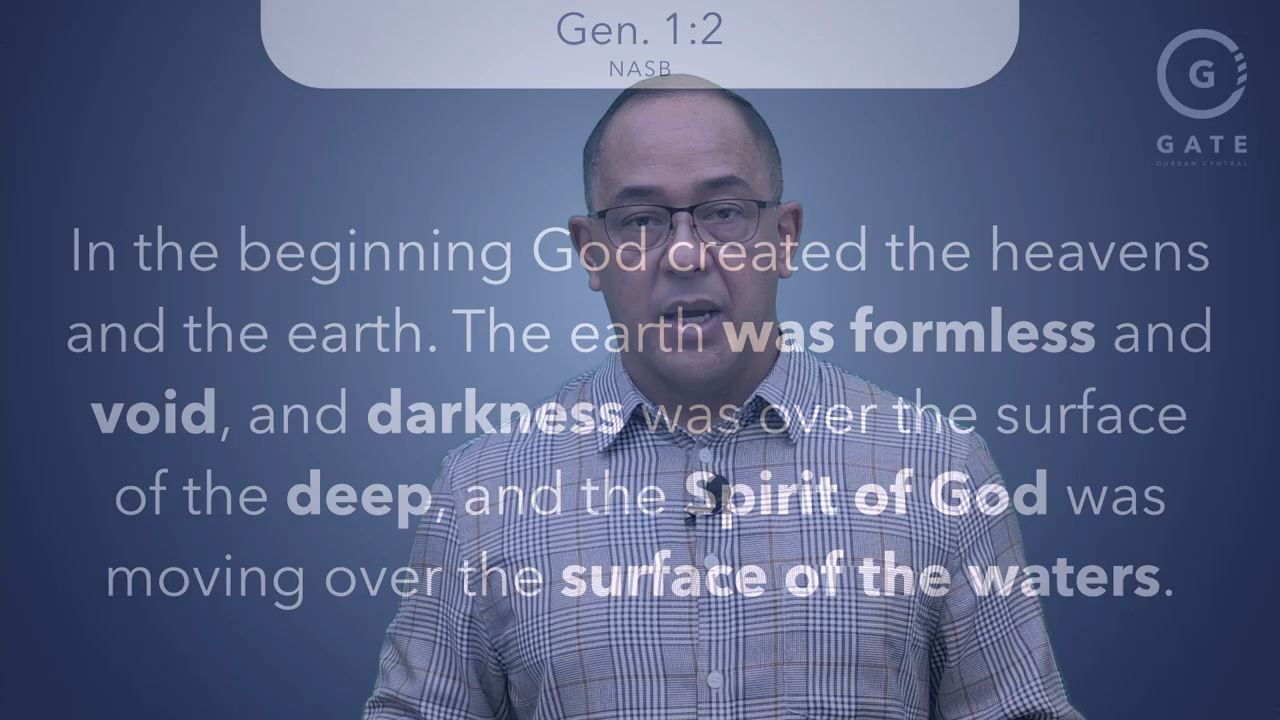 Gen. 1:2
NASB
G
GATE
DURBAN CENTRAL
In the beginning God created the heavens
and the earth. The earth was formless and
void, and darkness was over the surface
of the deep, and the Spirit of God was
moving over the surface of the waters.